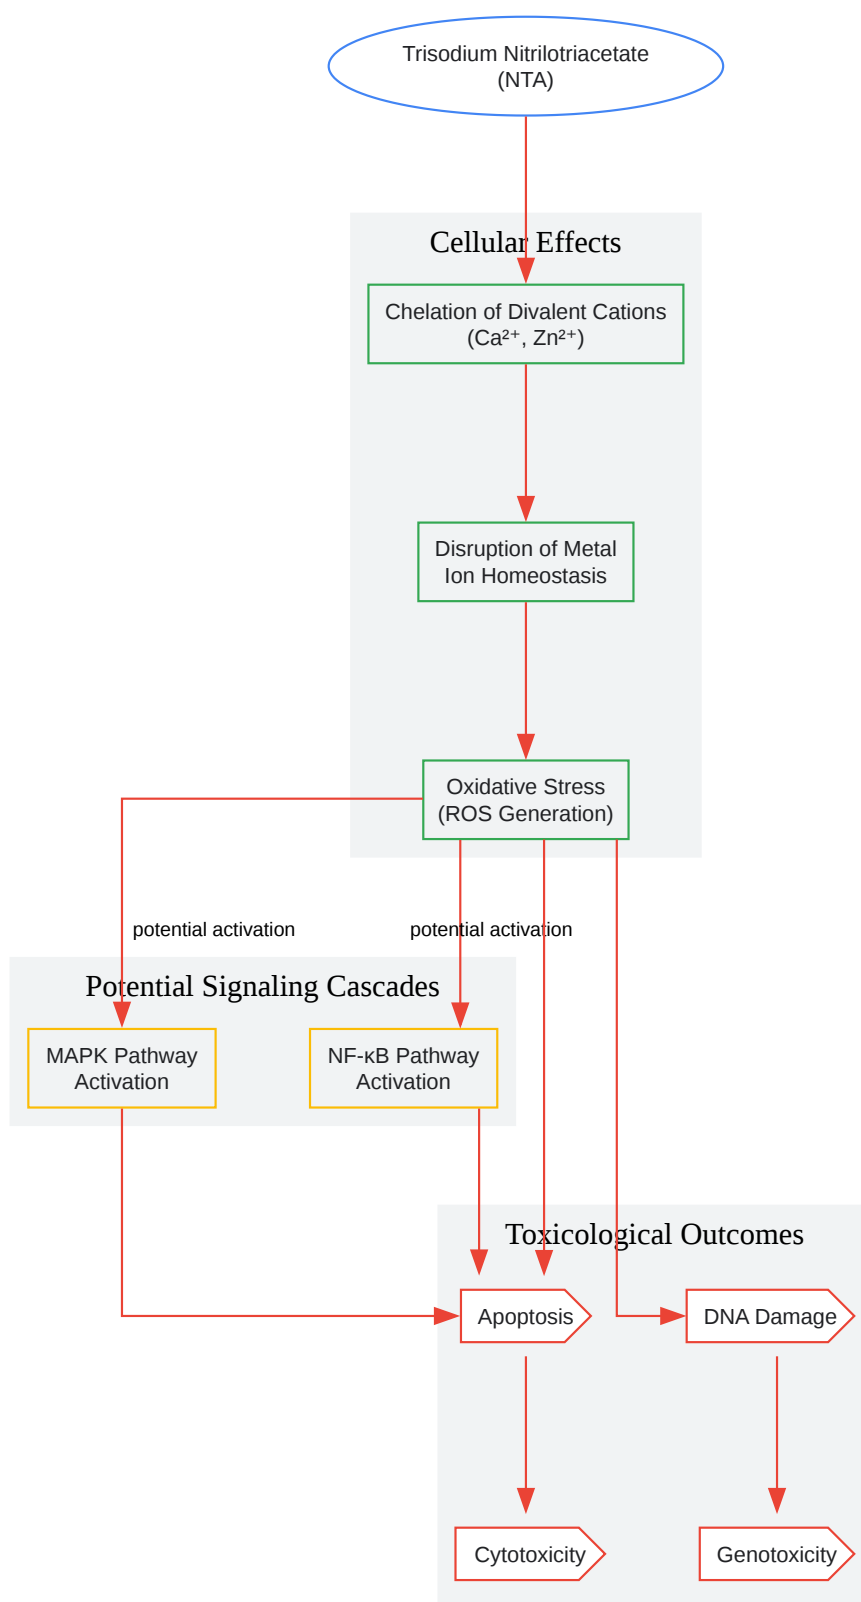 Trisodium Nitrilotriacetate
(NTA)
Cellular Effects
Chelation of Divalent Cations
(Ca²⁺, Zn²⁺)
Disruption of Metal
Ion Homeostasis
Oxidative Stress
(ROS Generation)
potential activation
potential activation
Potential Signaling Cascades
MAPK Pathway
Activation
NF-κB Pathway
Activation
Toxicological Outcomes
Apoptosis
DNA Damage
Cytotoxicity
Genotoxicity